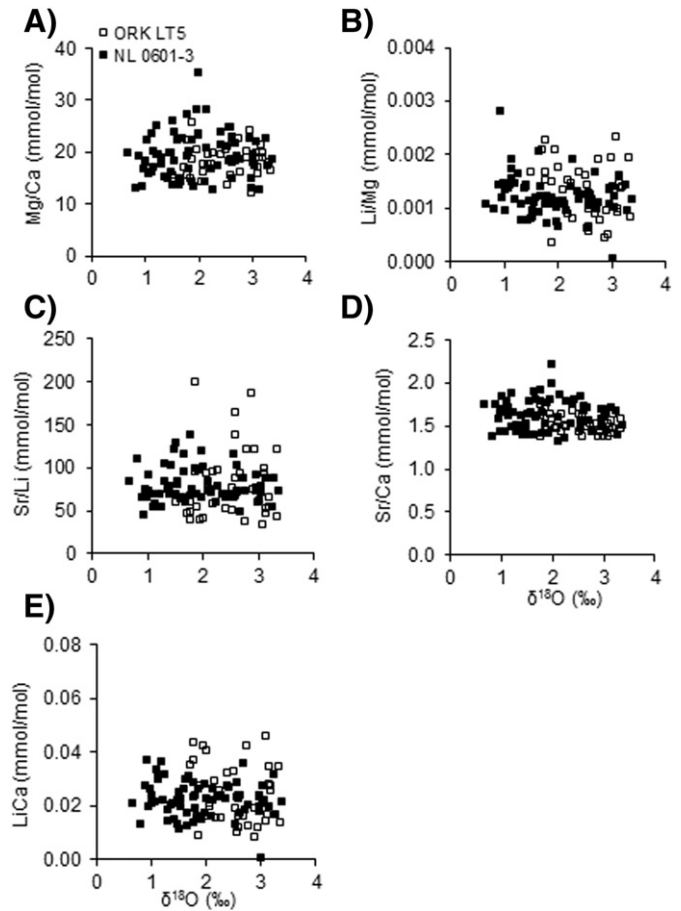 A)
□ ORK LT5
■ NL 0601-3
Mg/Ca (mmol/mol)
40
30
20
10
0
0 1 2 3 4
B)
Li/Mg (mmol/mol)
0.004
0.003
0.002
0.001
0.000
0 1 2 3 4
C)
Sr/Li (mmol/mol)
250
200
150
100
50
0
0 1 2 3 4
D)
Sr/Ca (mmol/mol)
2.5
2.0
1.5
1.0
0.5
0.0
0 1 2 3 4
δ¹⁸O (‰)
E)
LiCa (mmol/mol)
0.08
0.06
0.04
0.02
0.00
0 1 2 3 4
δ¹⁸O (‰)